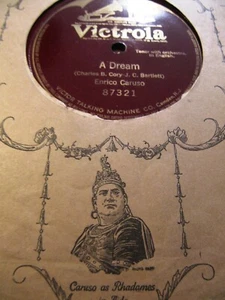 Victrola
Tenor with orchestra
In English.
A Dream
(Charles B. Cory-J. C. Bartlett)
Enrico Caruso
87321
VICTOR TALKING MACHINE CO. Camden, N.J.
Caruso as Rhadames